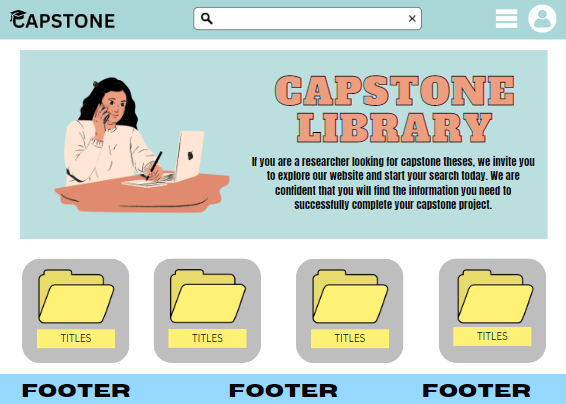 CAPSTONE
CAPSTONE
LIBRARY
If you are a researcher looking for capstone theses, we invite you
to explore our website and start your search today. We are
confident that you will find the information you need to
successfully complete your capstone project.
TITLES TITLES TITLES TITLES
FOOTER FOOTER FOOTER